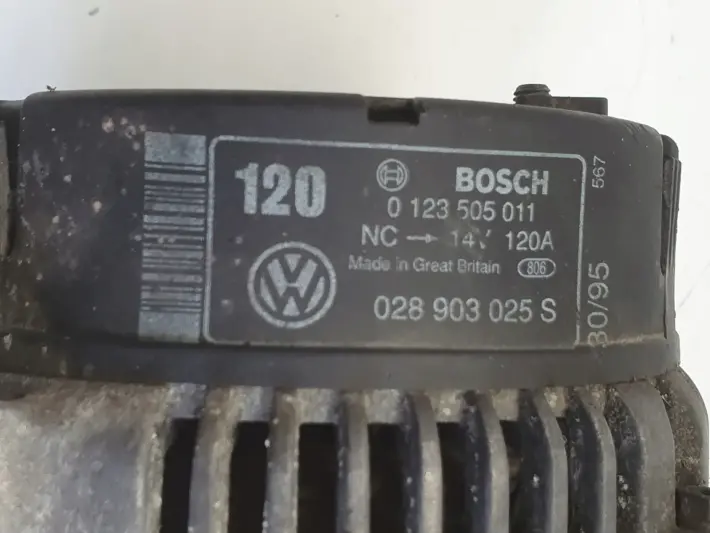 120
BOSCH
0 123 505 011
NC → 14V 120A
Made in Great Britain 806
028 903 025 S
567
30/95